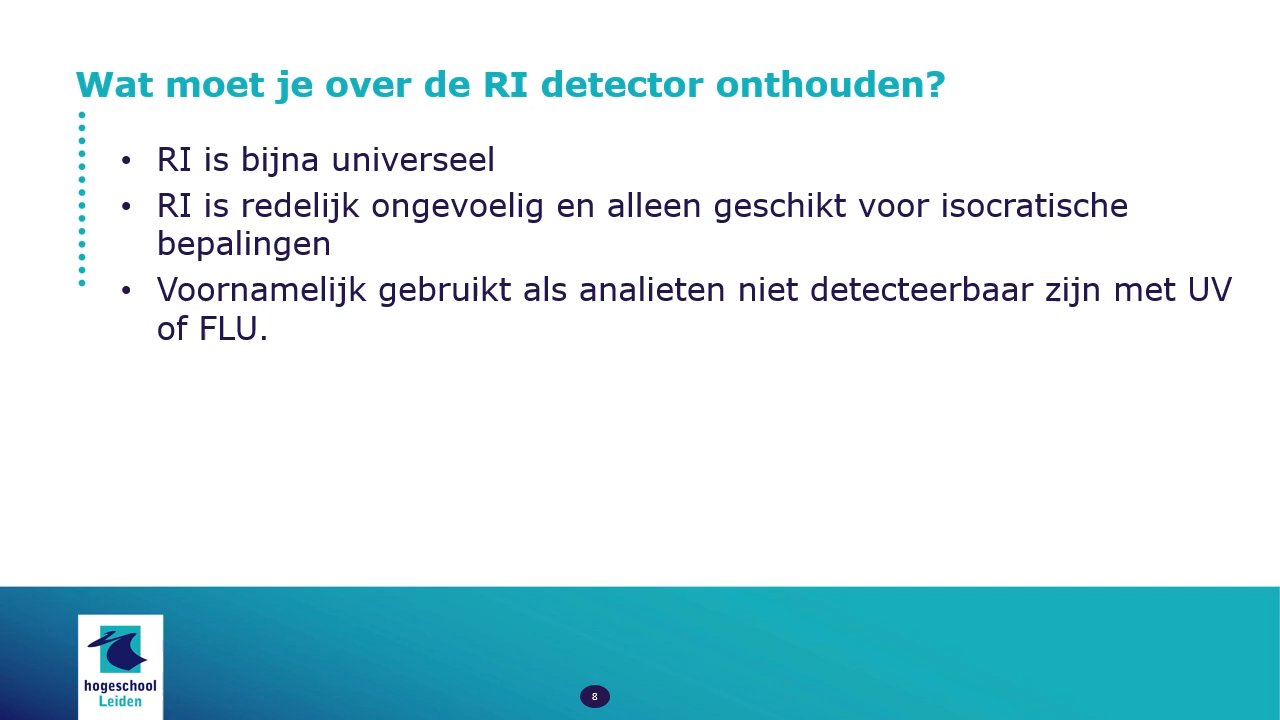 Wat moet je over de RI detector onthouden?
• RI is bijna universeel
• RI is redelijk ongevoelig en alleen geschikt voor isocratische
bepalingen
• Voornamelijk gebruikt als analieten niet detecteerbaar zijn met UV
of FLU.
hogeschool
Leiden
8